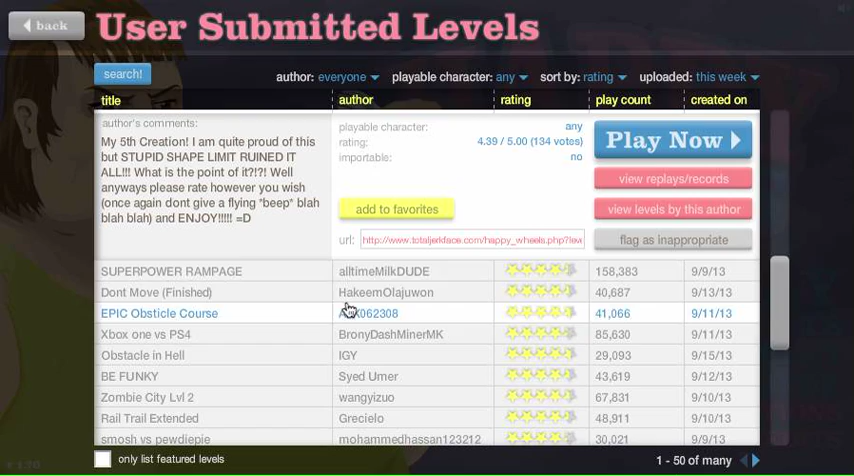 back
User Submitted Levels
search!
author: everyone playable character: any sort by: rating uploaded: this week
title author rating play count created on
author's comments:
My 5th Creation! I am quite proud of this
but STUPID SHAPE LIMIT RUINED IT
ALL!!! What is the point of it?!?! Well
anyways please rate however you wish
(once again dont give a flying *beep* blah
blah blah) and ENJOY!!!!! =D
playable character: any
rating: 4.39 / 5.00 (134 votes)
importable: no
add to favorites
url: http://www.totaljerkface.com/happy_wheels.php?lev
Play Now
view replays/records
view levels by this author
flag as inappropriate
SUPERPOWER RAMPAGE alltimeMilkDUDE 158,383 9/9/13
Dont Move (Finished) HakeemOlajuwon 40,687 9/13/13
EPIC Obsticle Course 41,066 9/11/13
Xbox one vs PS4 BronyDashMinerMK 85,630 9/11/13
Obstacle in Hell IGY 29,093 9/15/13
BE FUNKY Syed Umer 43,619 9/12/13
Zombie City Lvl 2 wangyizuo 67,831 9/10/13
Rail Trail Extended Grecielo 48,911 9/10/13
smosh vs pewdiepie mohammedhassan123212 30,021 9/9/13
only list featured levels
1 - 50 of many